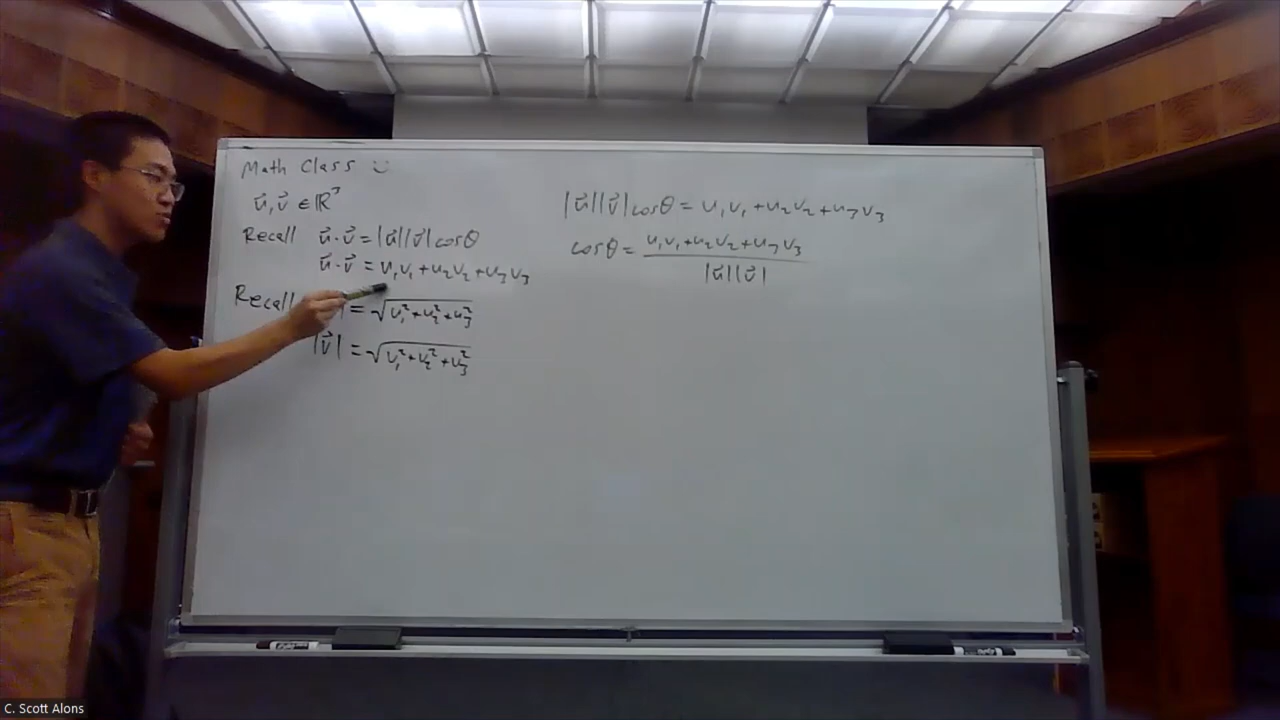 Math Class :)
u⃗, v⃗ ∈ ℝ³
Recall u⃗ · v⃗ = |u⃗||v⃗| cosθ
u⃗ · v⃗ = u₁v₁ + u₂v₂ + u₃v₃
Recall = √(u₁² + u₂² + u₃²)
|v⃗| = √(v₁² + v₂² + v₃²)
|u⃗||v⃗| cosθ = u₁v₁ + u₂v₂ + u₃v₃
cosθ = (u₁v₁ + u₂v₂ + u₃v₃) / (|u⃗||v⃗|)
C. Scott Alons